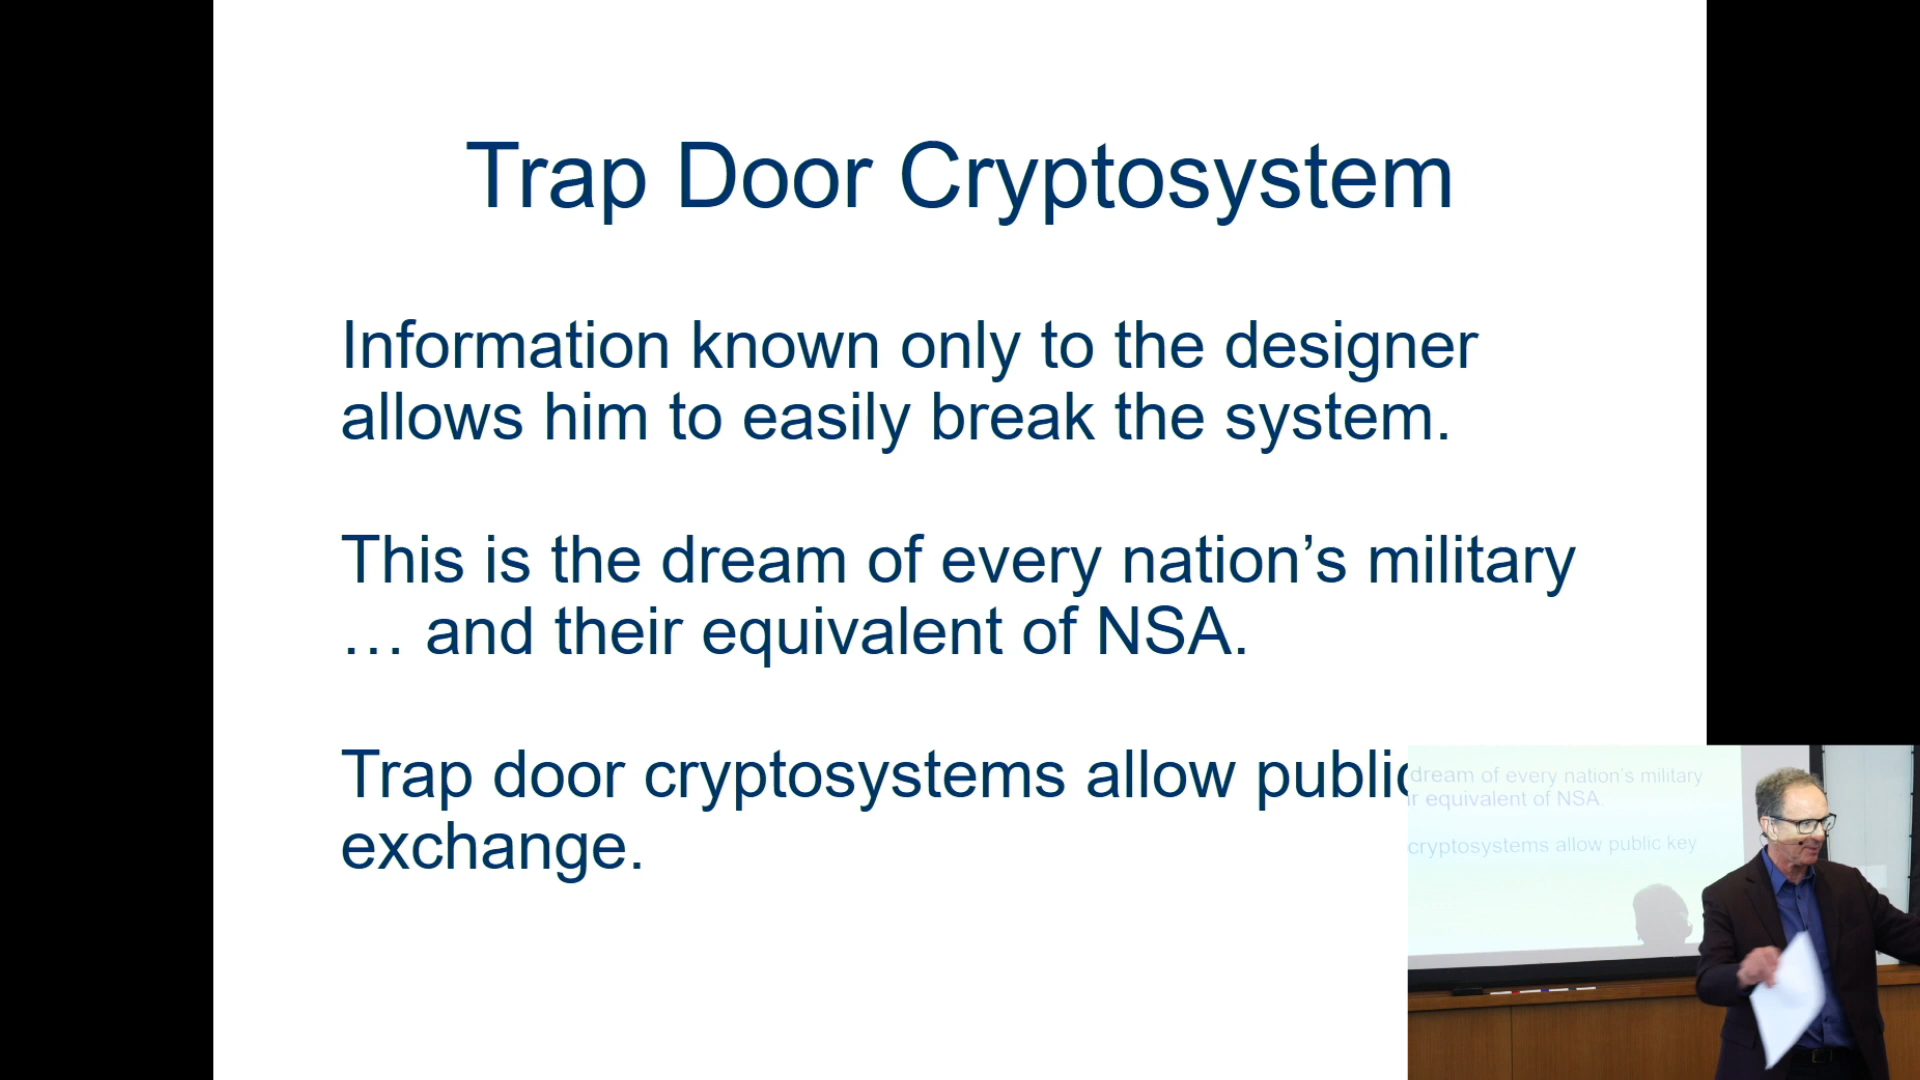 Trap Door Cryptosystem
Information known only to the designer
allows him to easily break the system.
This is the dream of every nation’s military
… and their equivalent of NSA.
Trap door cryptosystems allow public
exchange.
dream of every nation's military
ir equivalent of NSA.
cryptosystems allow public key